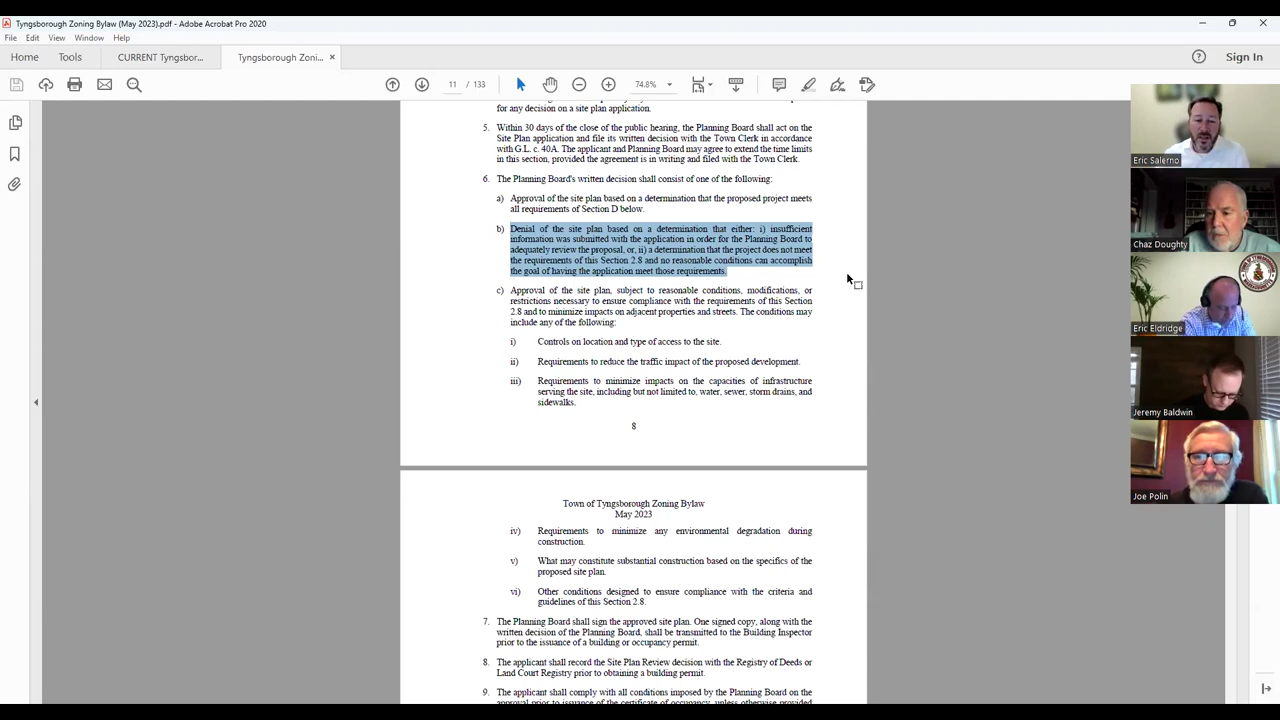 Tyngsborough Zoning Bylaw (May 2023).pdf - Adobe Acrobat Pro 2020
File Edit View Window Help
Home Tools CURRENT Tyngsbor... Tyngsborough Zoni... × Sign In
11 / 133 74.8%
for any decision on a site plan application.
5. Within 30 days of the close of the public hearing, the Planning Board shall act on the
Site Plan application and file its written decision with the Town Clerk in accordance
with G.L. c. 40A. The applicant and Planning Board may agree to extend the time limits
in this section, provided the agreement is in writing and filed with the Town Clerk.
6. The Planning Board's written decision shall consist of one of the following:
a) Approval of the site plan based on a determination that the proposed project meets
all requirements of Section D below.
b) Denial of the site plan based on a determination that either: i) insufficient
information was submitted with the application in order for the Planning Board to
adequately review the proposal, or, ii) a determination that the project does not meet
the requirements of this Section 2.8 and no reasonable conditions can accomplish
the goal of having the application meet those requirements.
c) Approval of the site plan, subject to reasonable conditions, modifications, or
restrictions necessary to ensure compliance with the requirements of this Section
2.8 and to minimize impacts on adjacent properties and streets. The conditions may
include any of the following:
i) Controls on location and type of access to the site.
ii) Requirements to reduce the traffic impact of the proposed development.
iii) Requirements to minimize impacts on the capacities of infrastructure
serving the site, including but not limited to, water, sewer, storm drains, and
sidewalks.
8
Town of Tyngsborough Zoning Bylaw
May 2023
iv) Requirements to minimize any environmental degradation during
construction.
v) What may constitute substantial construction based on the specifics of the
proposed site plan.
vi) Other conditions designed to ensure compliance with the criteria and
guidelines of this Section 2.8.
7. The Planning Board shall sign the approved site plan. One signed copy, along with the
written decision of the Planning Board, shall be transmitted to the Building Inspector
prior to the issuance of a building or occupancy permit.
8. The applicant shall record the Site Plan Review decision with the Registry of Deeds or
Land Court Registry prior to obtaining a building permit.
9. The applicant shall comply with all conditions imposed by the Planning Board on the
approval prior to issuance of the certificate of occupancy, unless otherwise provided
Eric Salerno
Chaz Doughty
Eric Eldridge
Jeremy Baldwin
Joe Polin